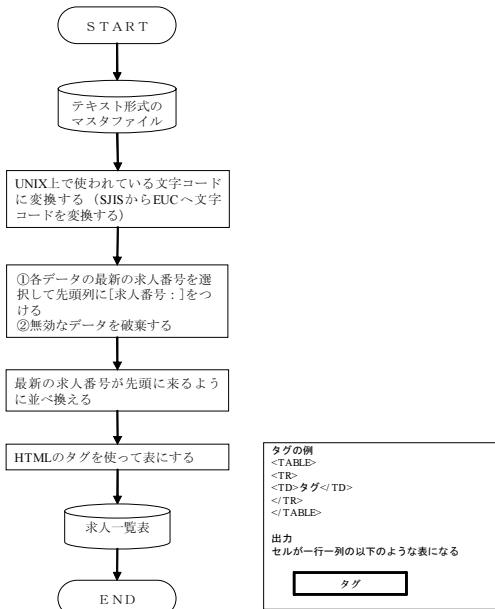 ＳＴＡＲＴ
テキスト形式の
マスタファイル
UNIX上で使われている文字コード
に変換する（SJISからEUCへ文字
コードを変換する）
①各データの最新の求人番号を選
択して先頭列に[求人番号：]をつ
ける
②無効なデータを破棄する
最新の求人番号が先頭に来るよう
に並べ換える
HTMLのタグを使って表にする
求人一覧表
ＥＮＤ
タグの例
<TABLE>
<TR>
<TD>タグ</TD>
</TR>
</TABLE>
出力
セルが一行一列の以下のような表になる
タグ